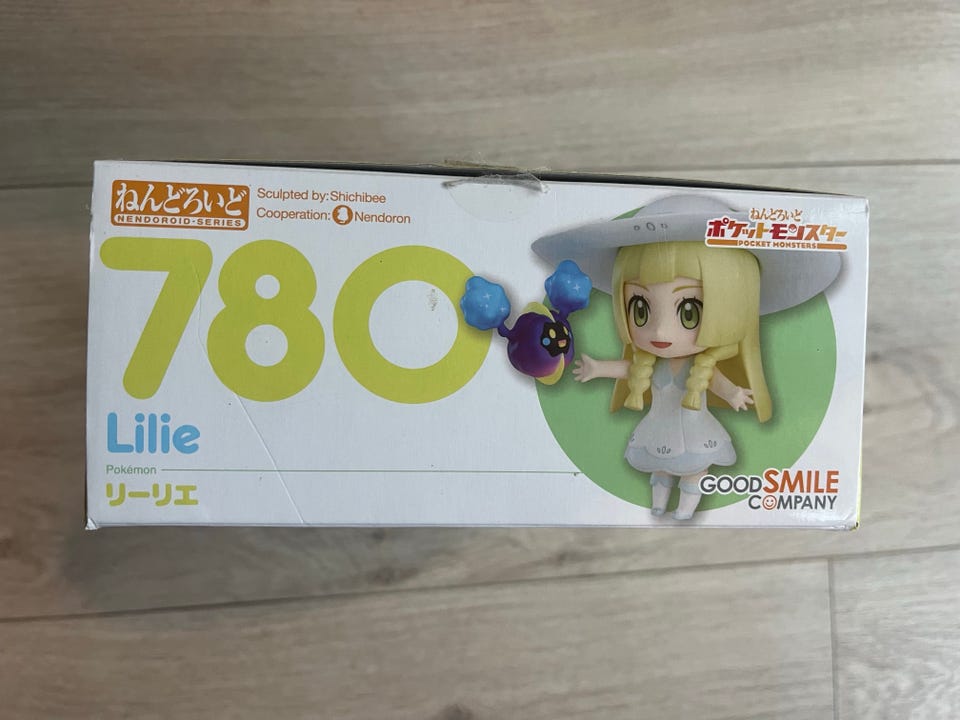 ねんどろいど
NENDOROID-SERIES
Sculpted by: Shichibee
Cooperation: Nendoron
780
Lilie
Pokémon
リーリエ
ねんどろいど
ポケットモンスター
POCKET MONSTERS
GOOD SMILE
COMPANY